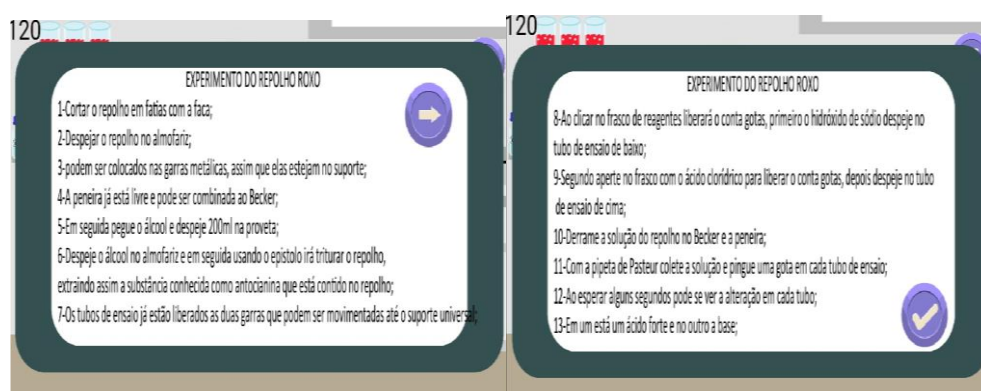 120
EXPERIMENTO DO REPOLHO ROXO
1-Cortar o repolho em fatias com a faca;
2-Despejar o repolho no almofariz;
3-podem ser colocados nas garras metálicas, assim que elas estejam no suporte;
4-A peneira já está livre e pode ser combinada ao Becker;
5-Em seguida pegue o álcool e despeje 200ml na proveta;
6-Despeje o álcool no almofariz e em seguida usando o epistolo irá triturar o repolho,
extraindo assim a substância conhecida como antocianina que está contido no repolho;
7-Os tubos de ensaio já estão liberados as duas garras que podem ser movimentadas até o suporte universal;
120
EXPERIMENTO DO REPOLHO ROXO
8-Ao clicar no frasco de reagentes liberará o conta gotas, primeiro o hidróxido de sódio despeje no
tubo de ensaio de baixo;
9-Segundo aperte no frasco com o ácido clorídrico para liberar o conta gotas, depois despeje no tubo
de ensaio de cima;
10-Derrame a solução do repolho no Becker e a peneira;
11-Com a pipeta de Pasteur colete a solução e pingue uma gota em cada tubo de ensaio;
12-Ao esperar alguns segundos pode se ver a alteração em cada tubo;
13-Em um está um ácido forte e no outro a base;